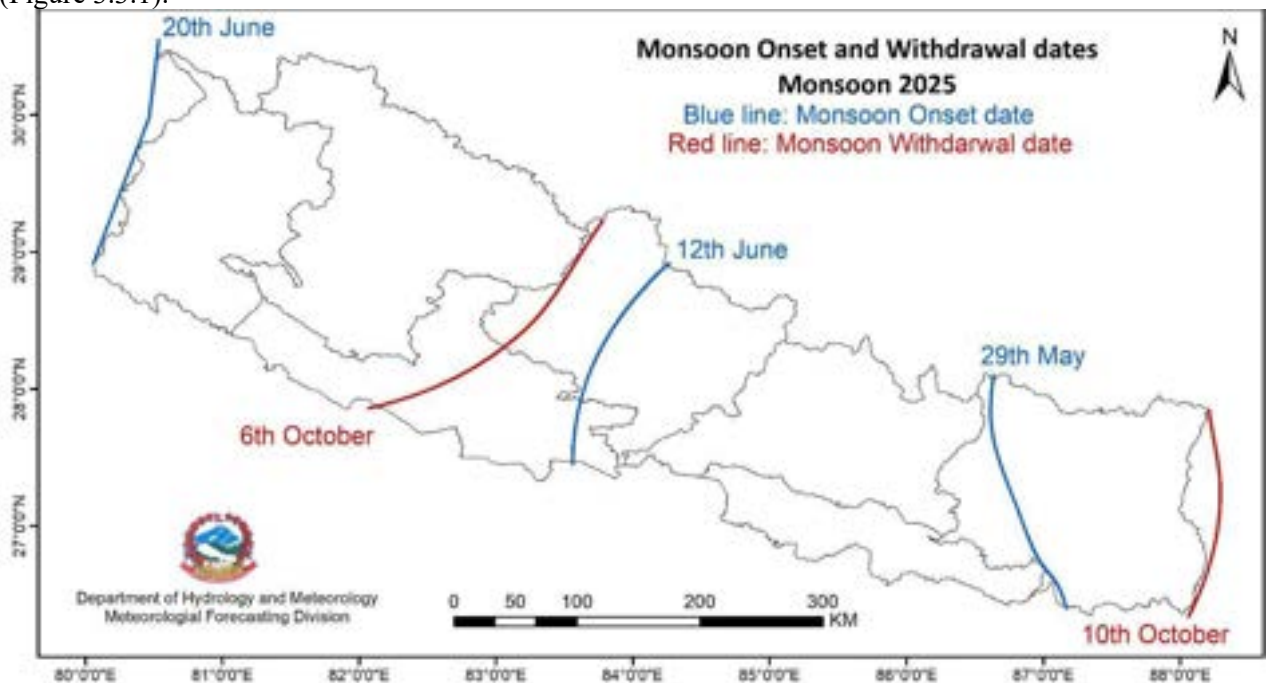 (Figure 3.3.1).
20th June
Monsoon Onset and Withdrawal dates
Monsoon 2025
Blue line: Monsoon Onset date
Red line: Monsoon Withdarwal date
N
12th June
29th May
6th October
10th October
Department of Hydrology and Meteorology
Meteorologial Forecasting Division
0 50 100 200 300
KM
30°0'0"N
29°0'0"N
28°0'0"N
27°0'0"N
80°0'0"E 81°0'0"E 82°0'0"E 83°0'0"E 84°0'0"E 85°0'0"E 86°0'0"E 87°0'0"E 88°0'0"E